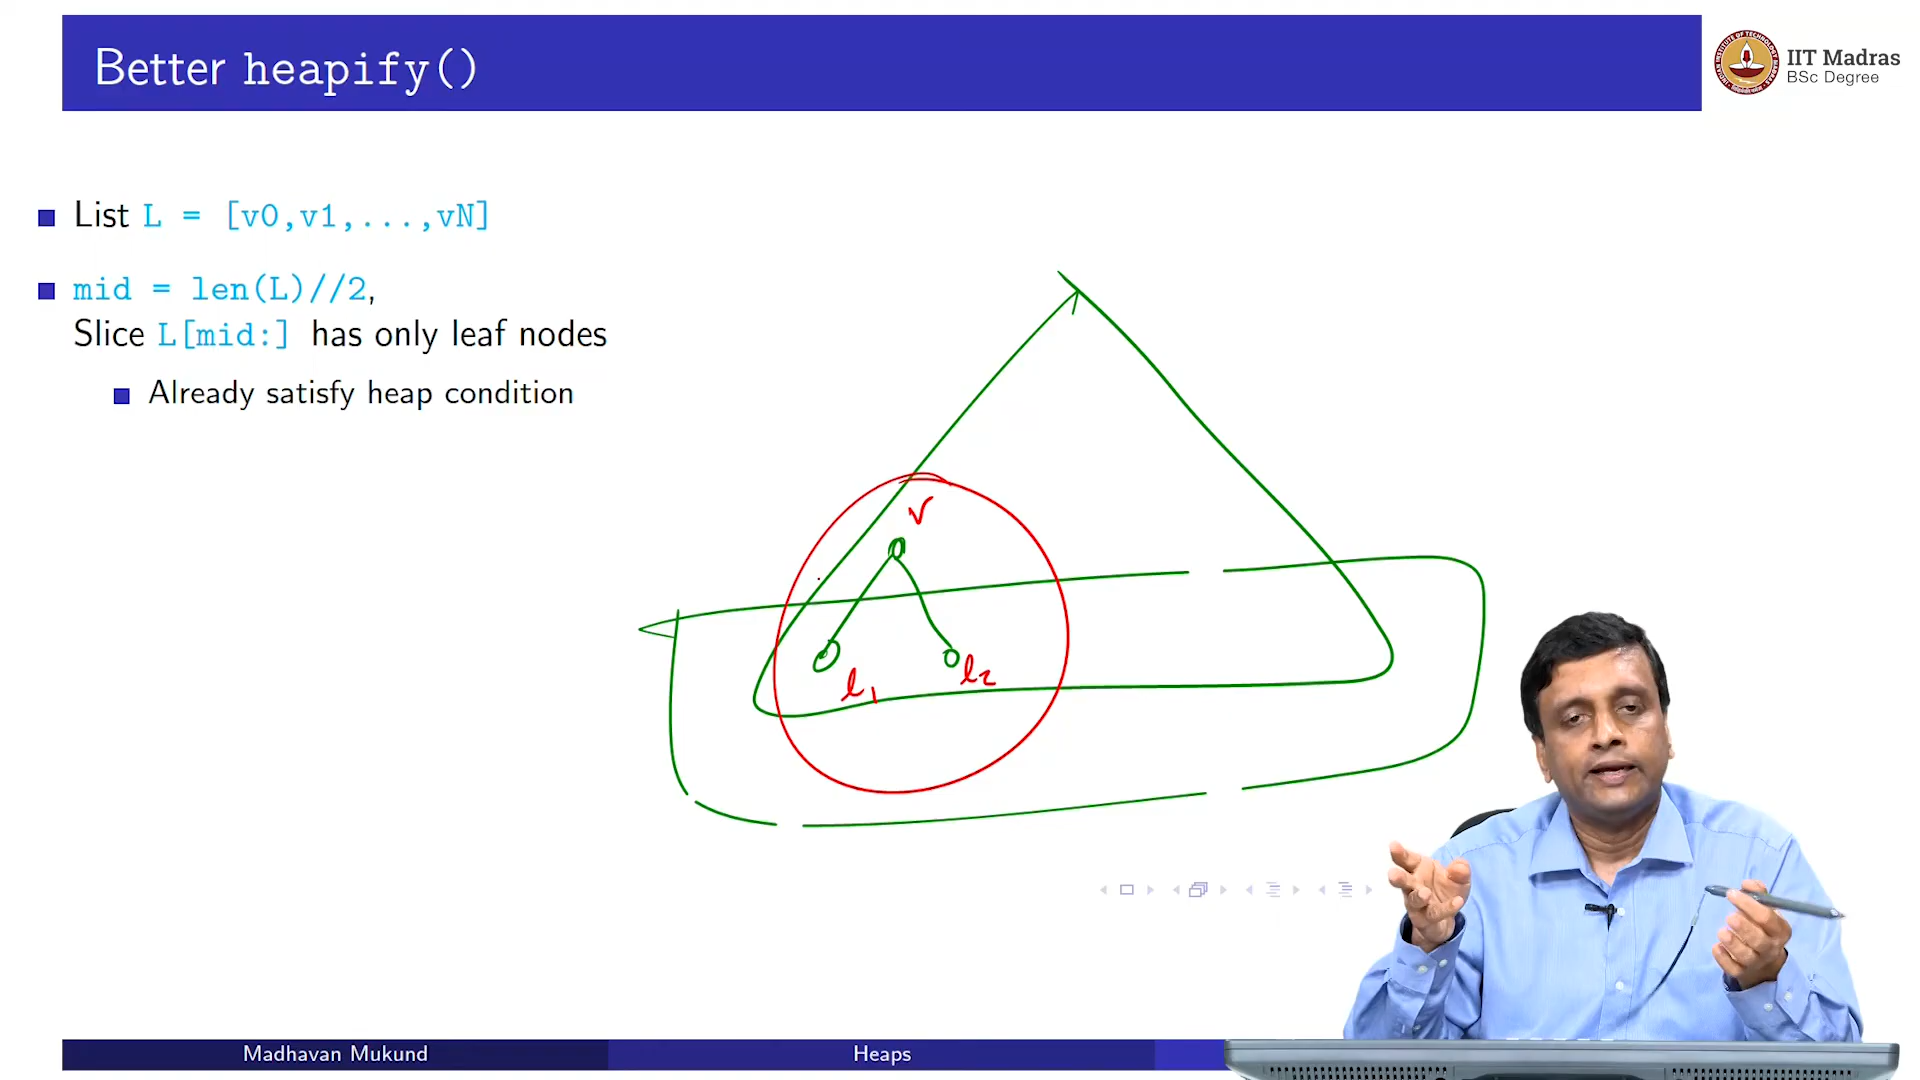 Better heapify()
IIT Madras
BSc Degree
List L = [v0,v1,...,vN]
mid = len(L)//2,
Slice L[mid:] has only leaf nodes
Already satisfy heap condition
v
l1
l2
Madhavan Mukund
Heaps